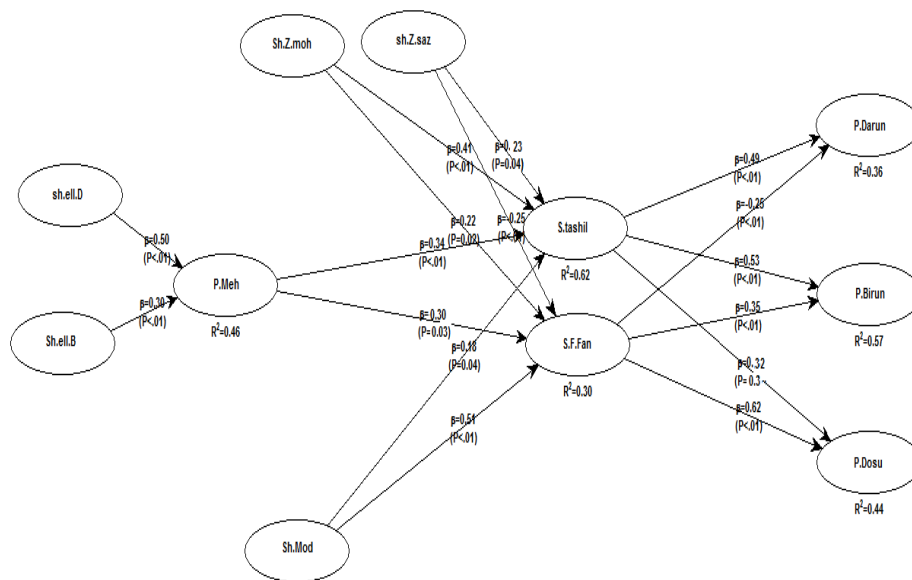 Sh.Z.moh
sh.Z.saz
P.Darun
R²=0.36
β=0.41
(P<.01)
β=0. 23
(P=0.04)
β=0.49
(P<.01)
β=-0.25
(P<.01)
sh.ell.D
β=0.50
(P<.01)
β=0.22
(P=0.02)
β=-0.25
β=0.34
(P<.01)
S.tashil
R²=0.62
β=0.53
(P<.01)
P.Meh
R²=0.46
P.Birun
R²=0.57
Sh.ell.B
β=0.30
(P<.01)
β=0.30
(P=0.03)
β=0.18
(P=0.04)
S.F.Fan
R²=0.30
β=0.35
(P<.01)
β=0.32
(P= 0.3
β=0.51
(P<.01)
β=0.62
(P<.01)
P.Dosu
R²=0.44
Sh.Mod